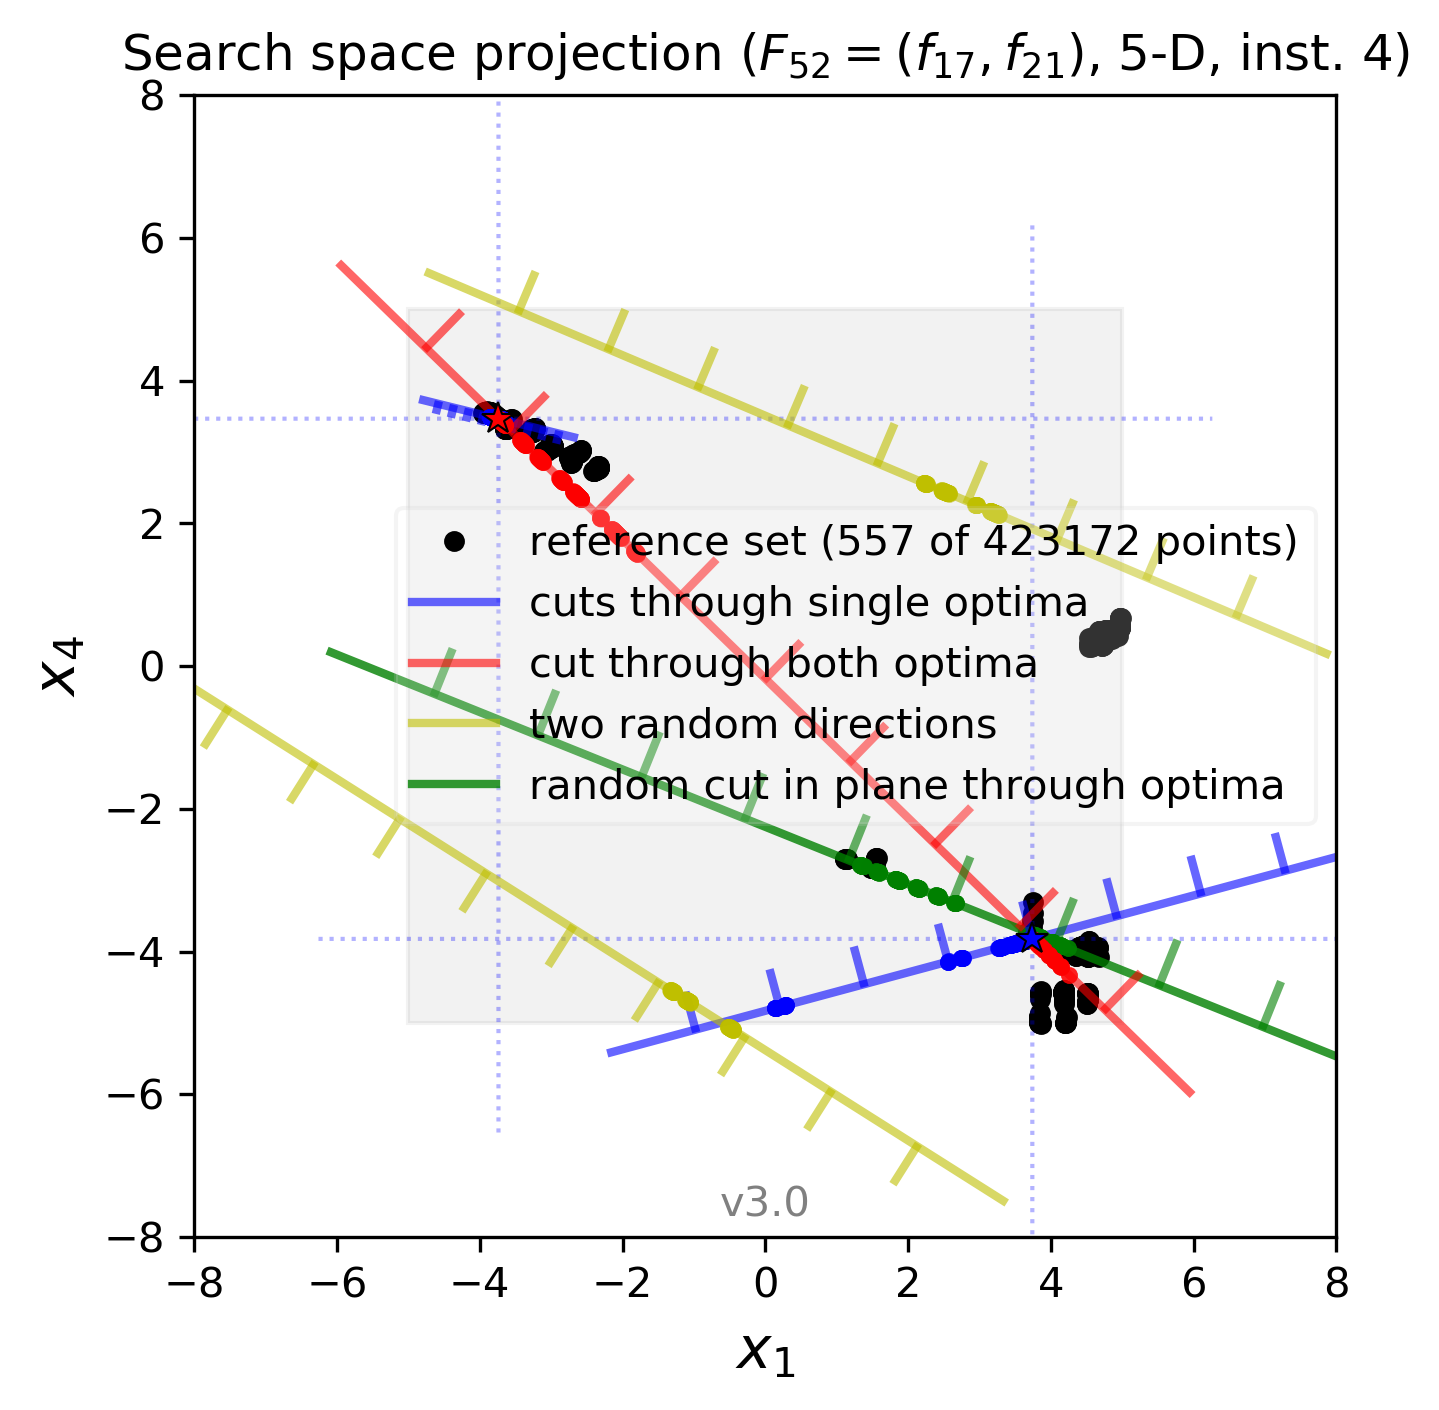 Search space projection (F₅₂ = (f₁₇, f₂₁), 5-D, inst. 4)
8
6
4
2
0
−2
−4
−6
−8
x₄
reference set (557 of 423172 points)
cuts through single optima
cut through both optima
two random directions
random cut in plane through optima
v3.0
−8 −6 −4 −2 0 2 4 6 8
x₁